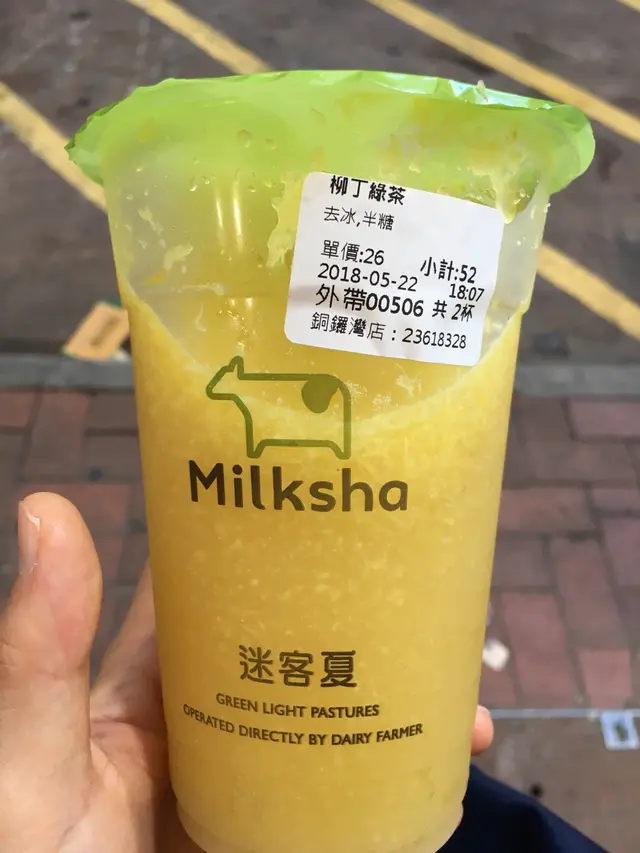 柳丁綠茶
去冰,半糖
單價:26 小計:52
2018-05-22 18:07
外帶00506 共 2杯
銅鑼灣店：23618328
Milksha
迷客夏
GREEN LIGHT PASTURES
OPERATED DIRECTLY BY DAIRY FARMER